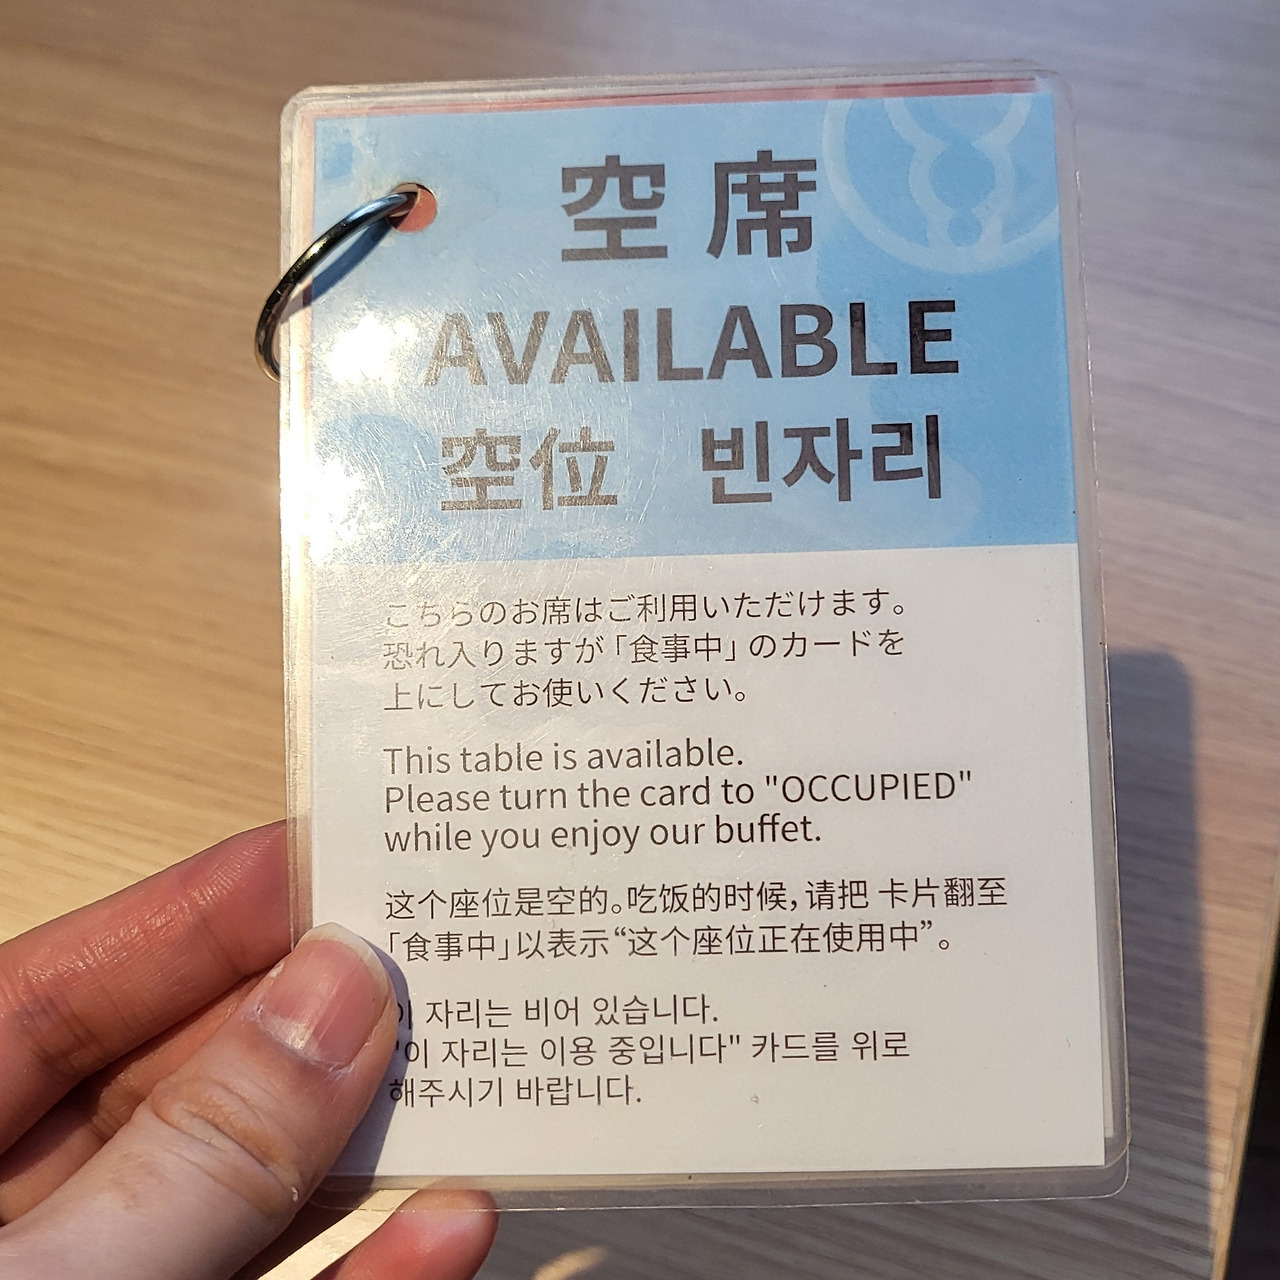 空席
AVAILABLE
空位 빈자리
こちらのお席はご利用いただけます。
恐れ入りますが「食事中」のカードを
上にしてお使いください。
This table is available.
Please turn the card to "OCCUPIED"
while you enjoy our buffet.
这个座位是空的。吃饭的时候，请把 卡片翻至
「食事中」以表示“这个座位正在使用中”。
이 자리는 비어 있습니다.
"이 자리는 이용 중입니다" 카드를 위로
해주시기 바랍니다.